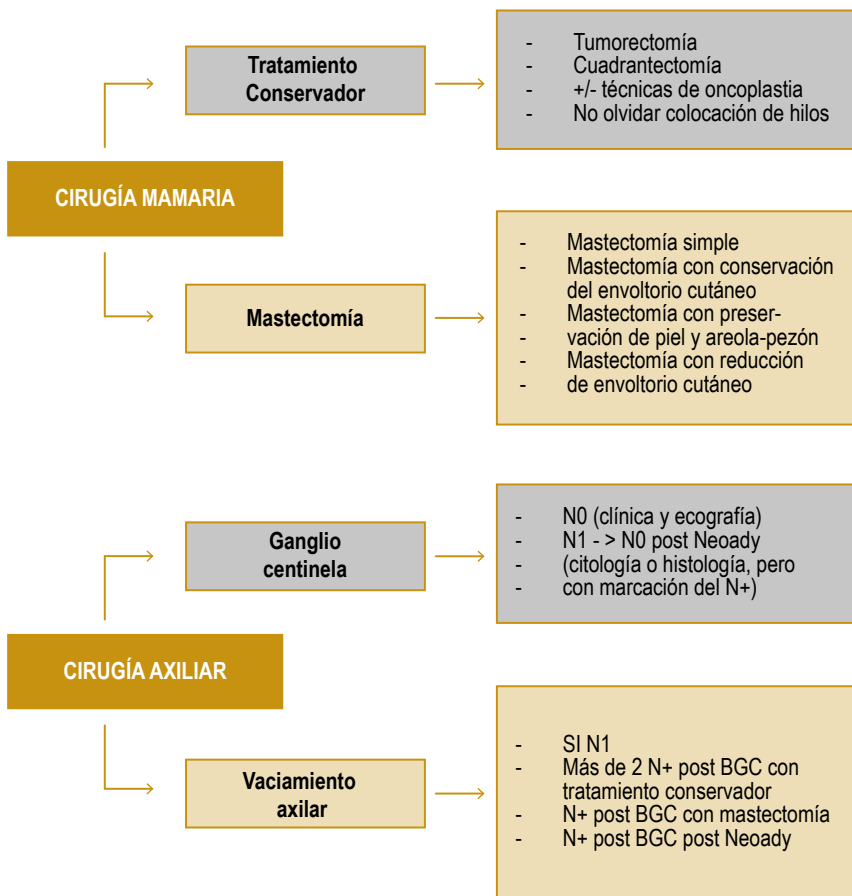 Tratamiento
Conservador
- Tumorectomía
- Cuadrantectomía
- +/- técnicas de oncoplastia
- No olvidar colocación de hilos
CIRUGÍA MAMARIA
Mastectomía
- Mastectomía simple
- Mastectomía con conservación
del envoltorio cutáneo
- Mastectomía con preser-
- vación de piel y areola-pezón
- Mastectomía con reducción
- de envoltorio cutáneo
Ganglio
centinela
- N0 (clínica y ecografía)
- N1 - > N0 post Neoady
- (citología o histología, pero
- con marcación del N+)
CIRUGÍA AXILIAR
Vaciamiento
axilar
- SI N1
- Más de 2 N+ post BGC con
tratamiento conservador
- N+ post BGC con mastectomía
- N+ post BGC post Neoady